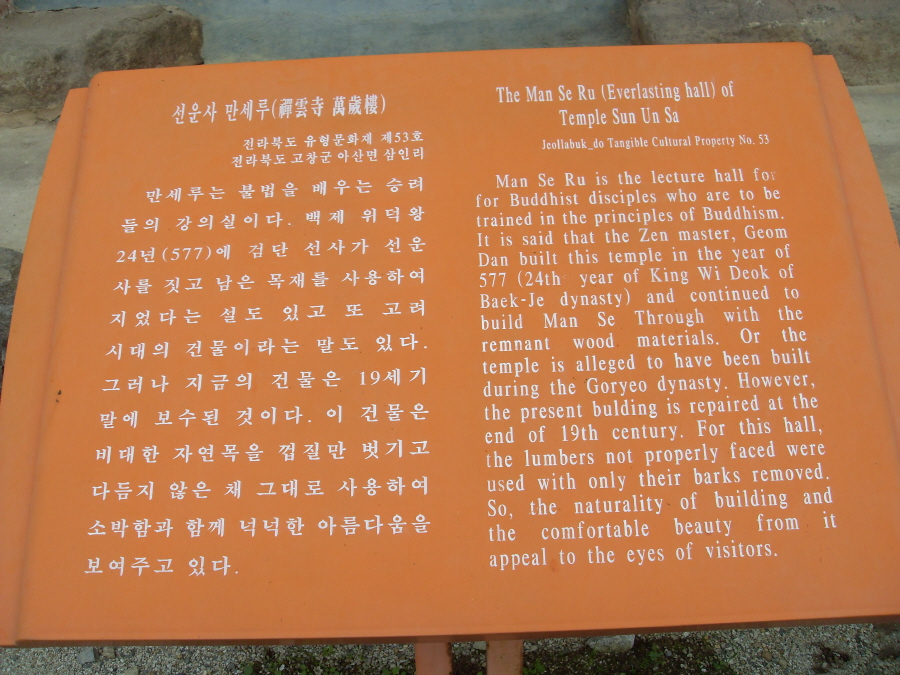 선운사 만세루(禪雲寺 萬歲樓)
전라북도 유형문화재 제53호
전라북도 고창군 아산면 삼인리
만세루는 불법을 배우는 승려
들의 강의실이다. 백제 위덕왕
24년(577)에 검단 선사가 선운
사를 짓고 남은 목재를 사용하여
지었다는 설도 있고 또 고려
시대의 건물이라는 말도 있다.
그러나 지금의 건물은 19세기
말에 보수된 것이다. 이 건물은
비대한 자연목을 껍질만 벗기고
다듬지 않은 채 그대로 사용하여
소박함과 함께 넉넉한 아름다움을
보여주고 있다.
The Man Se Ru (Everlasting hall) of
Temple Sun Un Sa
Jeollabuk_do Tangible Cultural Property No. 53
Man Se Ru is the lecture hall for
for Buddhist disciples who are to be
trained in the principles of Buddhism.
It is said that the Zen master, Geom
Dan built this temple in the year of
577 (24th year of King Wi Deok of
Baek-Je dynasty) and continued to
build Man Se Through with the
remnant wood materials. Or the
temple is alleged to have been built
during the Goryeo dynasty. However,
the present bulding is repaired at the
end of 19th century. For this hall,
the lumbers not properly faced were
used with only their barks removed.
So, the naturality of building and
the comfortable beauty from it
appeal to the eyes of visitors.